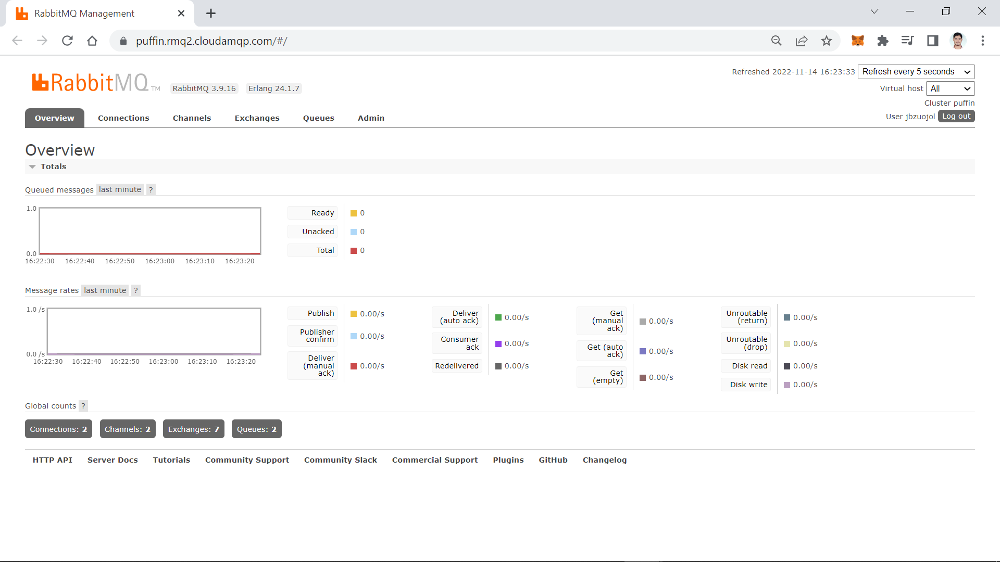 RabbitMQ Management
puffin.rmq2.cloudamqp.com/#/
RabbitMQ TM RabbitMQ 3.9.16 Erlang 24.1.7
Refreshed 2022-11-14 16:23:33 Refresh every 5 seconds
Virtual host All
Cluster puffin
User jbzuojol Log out
Overview Connections Channels Exchanges Queues Admin
Overview
Totals
Queued messages last minute ?
1.0
0.0
16:22:30 16:22:40 16:22:50 16:23:00 16:23:10 16:23:20
Ready 0
Unacked 0
Total 0
Message rates last minute ?
1.0 /s
0.0 /s
16:22:30 16:22:40 16:22:50 16:23:00 16:23:10 16:23:20
Publish 0.00/s
Publisher
confirm 0.00/s
Deliver
(manual
ack) 0.00/s
Deliver
(auto ack) 0.00/s
Consumer
ack 0.00/s
Redelivered 0.00/s
Get
(manual
ack) 0.00/s
Get (auto
ack) 0.00/s
Get
(empty) 0.00/s
Unroutable
(return) 0.00/s
Unroutable
(drop) 0.00/s
Disk read 0.00/s
Disk write 0.00/s
Global counts ?
Connections: 2 Channels: 2 Exchanges: 7 Queues: 2
HTTP API Server Docs Tutorials Community Support Community Slack Commercial Support Plugins GitHub Changelog